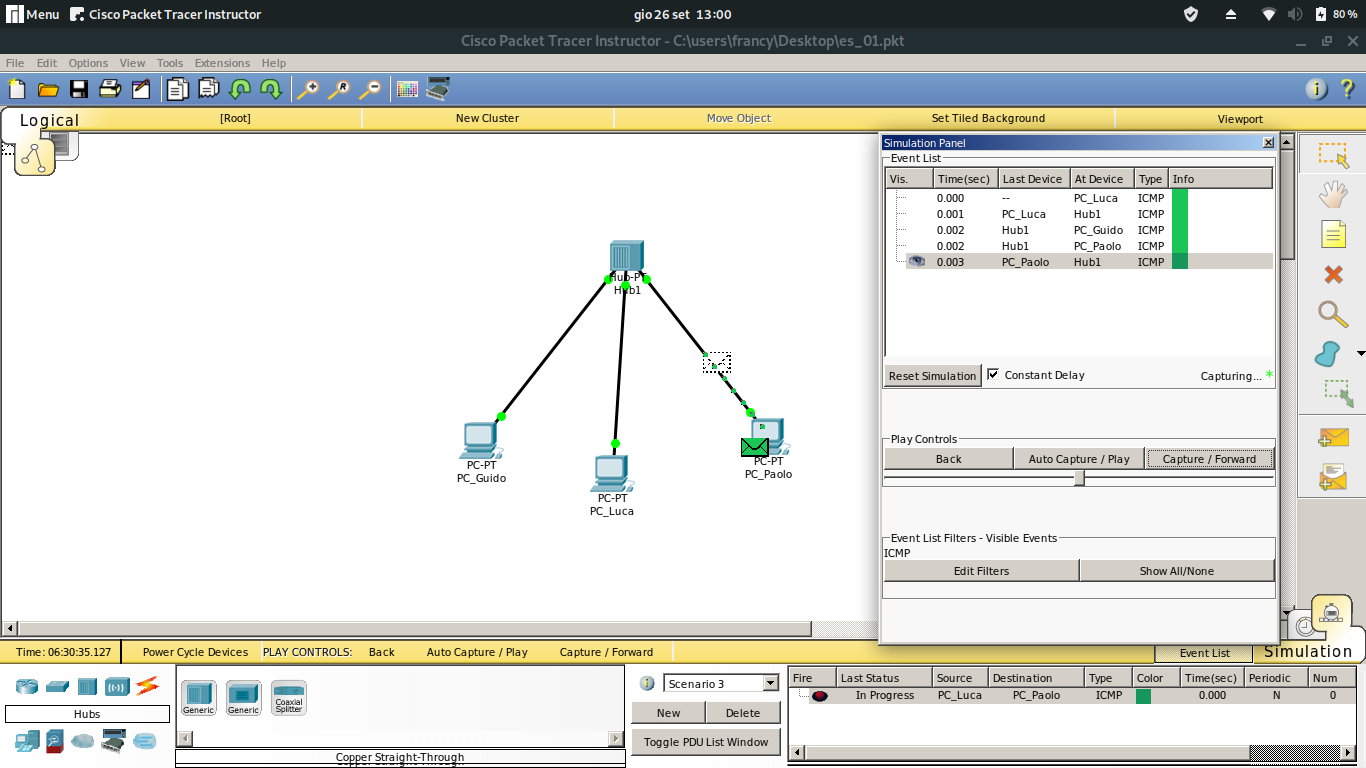 Menu Cisco Packet Tracer Instructor gio 26 set 13:00 80 %
Cisco Packet Tracer Instructor - C:\users\francy\Desktop\es_01.pkt
File Edit Options View Tools Extensions Help
Logical [Root] New Cluster Move Object Set Tiled Background Viewport
Simulation Panel
Event List
Vis. Time(sec) Last Device At Device Type Info
0.000 -- PC_Luca ICMP
0.001 PC_Luca Hub1 ICMP
0.002 Hub1 PC_Guido ICMP
0.002 Hub1 PC_Paolo ICMP
0.003 PC_Paolo Hub1 ICMP
Reset Simulation Constant Delay Capturing... *
Play Controls
Back Auto Capture / Play Capture / Forward
Event List Filters - Visible Events
ICMP
Edit Filters Show All/None
Hub-PT
Hub1
PC-PT
PC_Guido
PC-PT
PC_Luca
PC-PT
PC_Paolo
Time: 06:30:35.127 Power Cycle Devices PLAY CONTROLS: Back Auto Capture / Play Capture / Forward Event List Simulation
Hubs
Generic Generic Coaxial Splitter
Copper Straight-Through
Scenario 3
New Delete
Toggle PDU List Window
Fire Last Status Source Destination Type Color Time(sec) Periodic Num
In Progress PC_Luca PC_Paolo ICMP 0.000 N 0